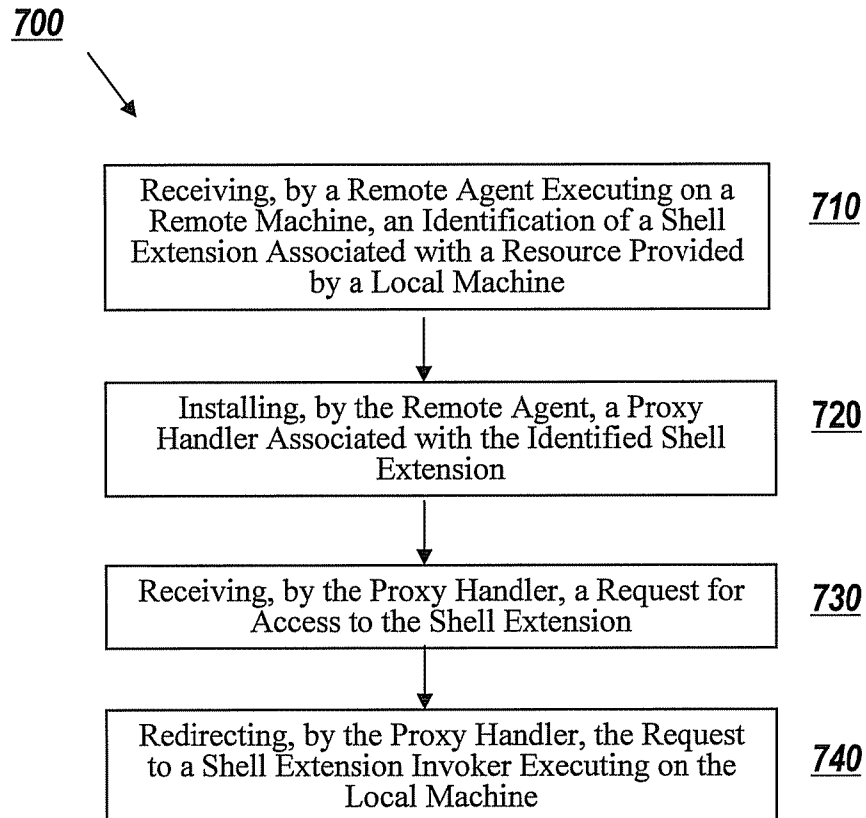 700
Receiving, by a Remote Agent Executing on a
Remote Machine, an Identification of a Shell
Extension Associated with a Resource Provided
by a Local Machine
710
Installing, by the Remote Agent, a Proxy
Handler Associated with the Identified Shell
Extension
720
Receiving, by the Proxy Handler, a Request for
Access to the Shell Extension
730
Redirecting, by the Proxy Handler, the Request
to a Shell Extension Invoker Executing on the
Local Machine
740